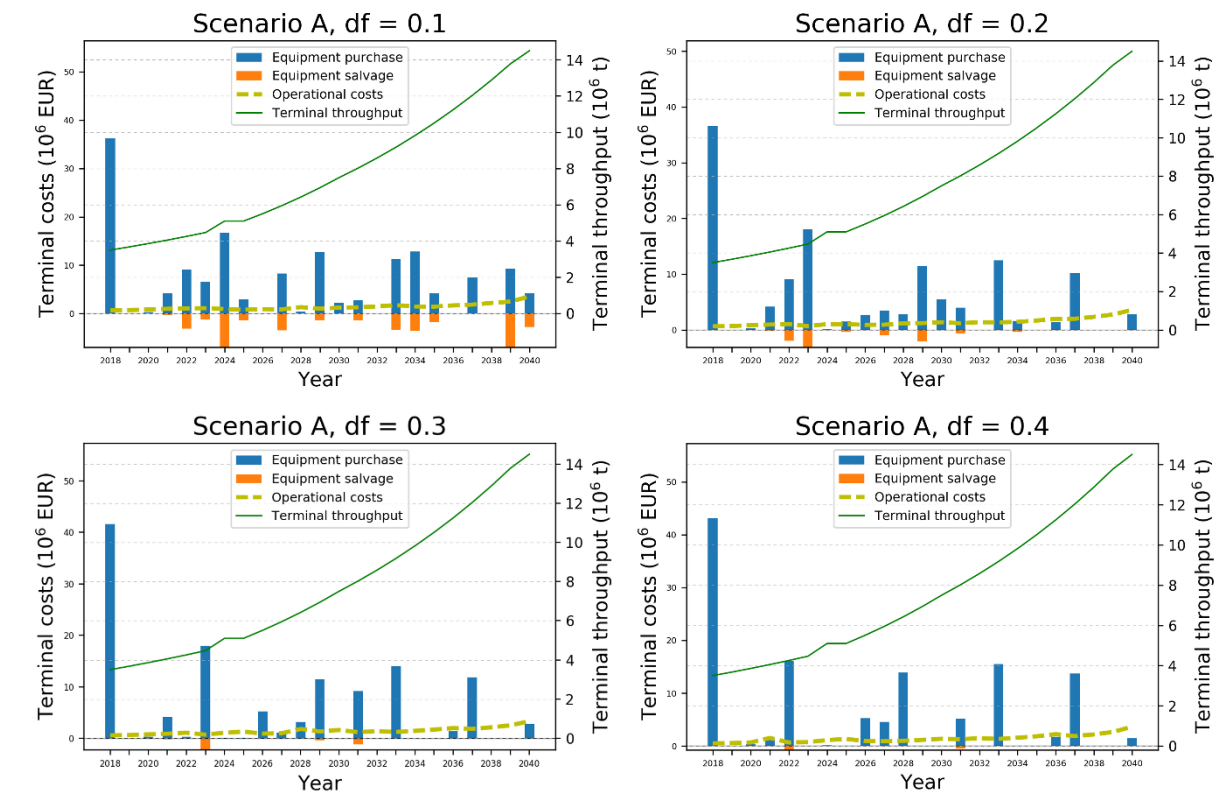 Scenario A, df = 0.1
Equipment purchase
Equipment salvage
Operational costs
Terminal throughput
Terminal costs (10⁶ EUR)
50
40
30
20
10
0
Terminal throughput (10⁶ t)
14
12
10
8
6
4
2
0
2018 2020 2022 2024 2026 2028 2030 2032 2034 2036 2038 2040
Year
Scenario A, df = 0.2
Equipment purchase
Equipment salvage
Operational costs
Terminal throughput
Terminal costs (10⁶ EUR)
50
40
30
20
10
0
Terminal throughput (10⁶ t)
14
12
10
8
6
4
2
0
2018 2020 2022 2024 2026 2028 2030 2032 2034 2036 2038 2040
Year
Scenario A, df = 0.3
Equipment purchase
Equipment salvage
Operational costs
Terminal throughput
Terminal costs (10⁶ EUR)
50
40
30
20
10
0
Terminal throughput (10⁶ t)
14
12
10
8
6
4
2
0
2018 2020 2022 2024 2026 2028 2030 2032 2034 2036 2038 2040
Year
Scenario A, df = 0.4
Equipment purchase
Equipment salvage
Operational costs
Terminal throughput
Terminal costs (10⁶ EUR)
50
40
30
20
10
0
Terminal throughput (10⁶ t)
14
12
10
8
6
4
2
0
2018 2020 2022 2024 2026 2028 2030 2032 2034 2036 2038 2040
Year